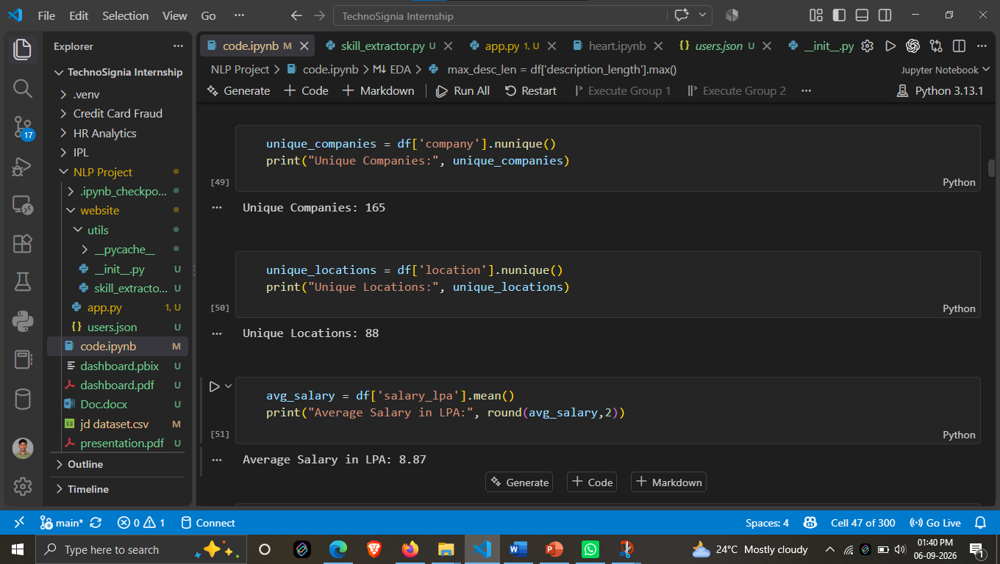 File Edit Selection View Go ··· TechnoSignia Internship
Explorer ···
TechnoSignia Internship
.venv
Credit Card Fraud
HR Analytics
IPL
NLP Project
.ipynb_checkpo...
website
utils
__pycache__
__init__.py U
skill_extracto... U
app.py 1, U
users.json U
code.ipynb M
dashboard.pbix U
dashboard.pdf U
Doc.docx U
jd dataset.csv M
presentation.pdf U
Outline
Timeline
17
code.ipynb M skill_extractor.py U app.py 1, U heart.ipynb users.json U __init__.py
NLP Project > code.ipynb > M↓ EDA > max_desc_len = df['description_length'].max()
Jupyter Notebook
Generate + Code + Markdown Run All Restart Execute Group 1 Execute Group 2 ··· Python 3.13.1
unique_companies = df['company'].nunique()
print("Unique Companies:", unique_companies)
[49] Python
··· Unique Companies: 165
unique_locations = df['location'].nunique()
print("Unique Locations:", unique_locations)
[50] Python
··· Unique Locations: 88
avg_salary = df['salary_lpa'].mean()
print("Average Salary in LPA:", round(avg_salary,2))
[51] Python
··· Average Salary in LPA: 8.87
Generate + Code + Markdown
main* 0 1 Connect Spaces: 4 Cell 47 of 300 Go Live
Type here to search 24°C Mostly cloudy 01:40 PM
06-09-2026
1